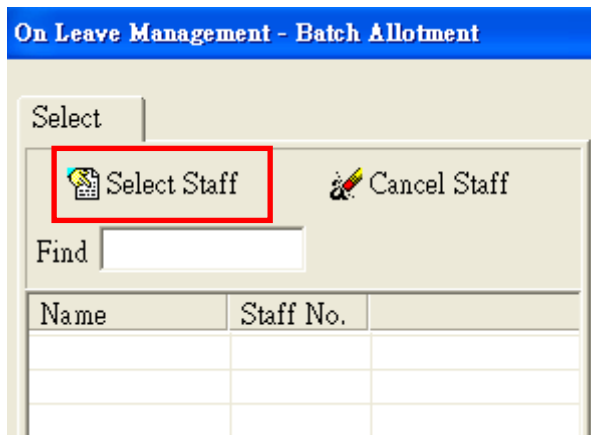 On Leave Management - Batch Allotment
Select
Select Staff Cancel Staff
Find
Name Staff No.